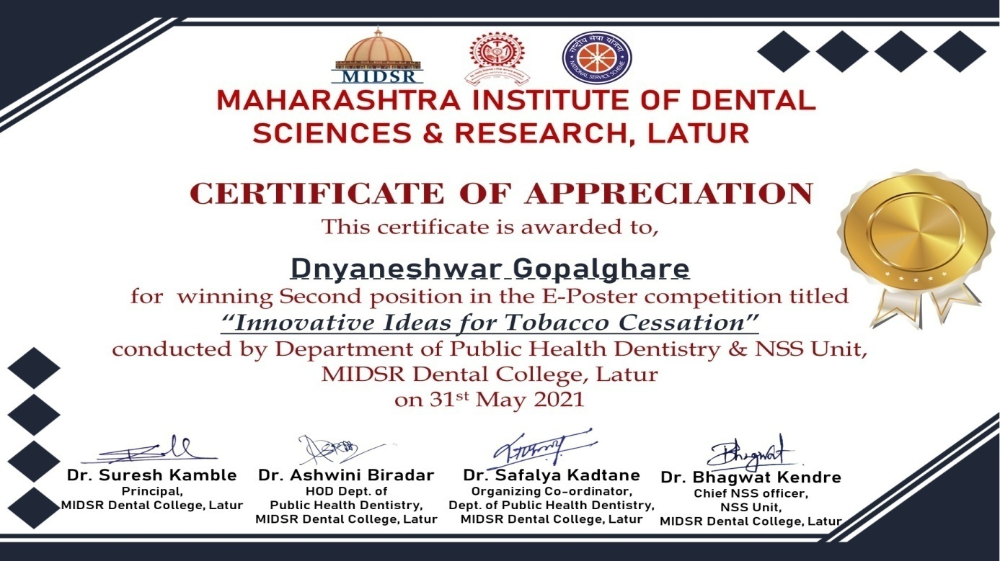 MIDSR
राष्ट्रीय सेवा योजना
NATIONAL SERVICE SCHEME
MAHARASHTRA INSTITUTE OF DENTAL
SCIENCES & RESEARCH, LATUR
CERTIFICATE OF APPRECIATION
This certificate is awarded to,
Dnyaneshwar Gopalghare
for winning Second position in the E-Poster competition titled
“Innovative Ideas for Tobacco Cessation”
conducted by Department of Public Health Dentistry & NSS Unit,
MIDSR Dental College, Latur
on 31st May 2021
Bhagwat
Dr. Suresh Kamble
Principal,
MIDSR Dental College, Latur
Dr. Ashwini Biradar
HOD Dept. of
Public Health Dentistry,
MIDSR Dental College, Latur
Dr. Safalya Kadtane
Organizing Co-ordinator,
Dept. of Public Health Dentistry,
MIDSR Dental College, Latur
Dr. Bhagwat Kendre
Chief NSS officer,
NSS Unit,
MIDSR Dental College, Latur